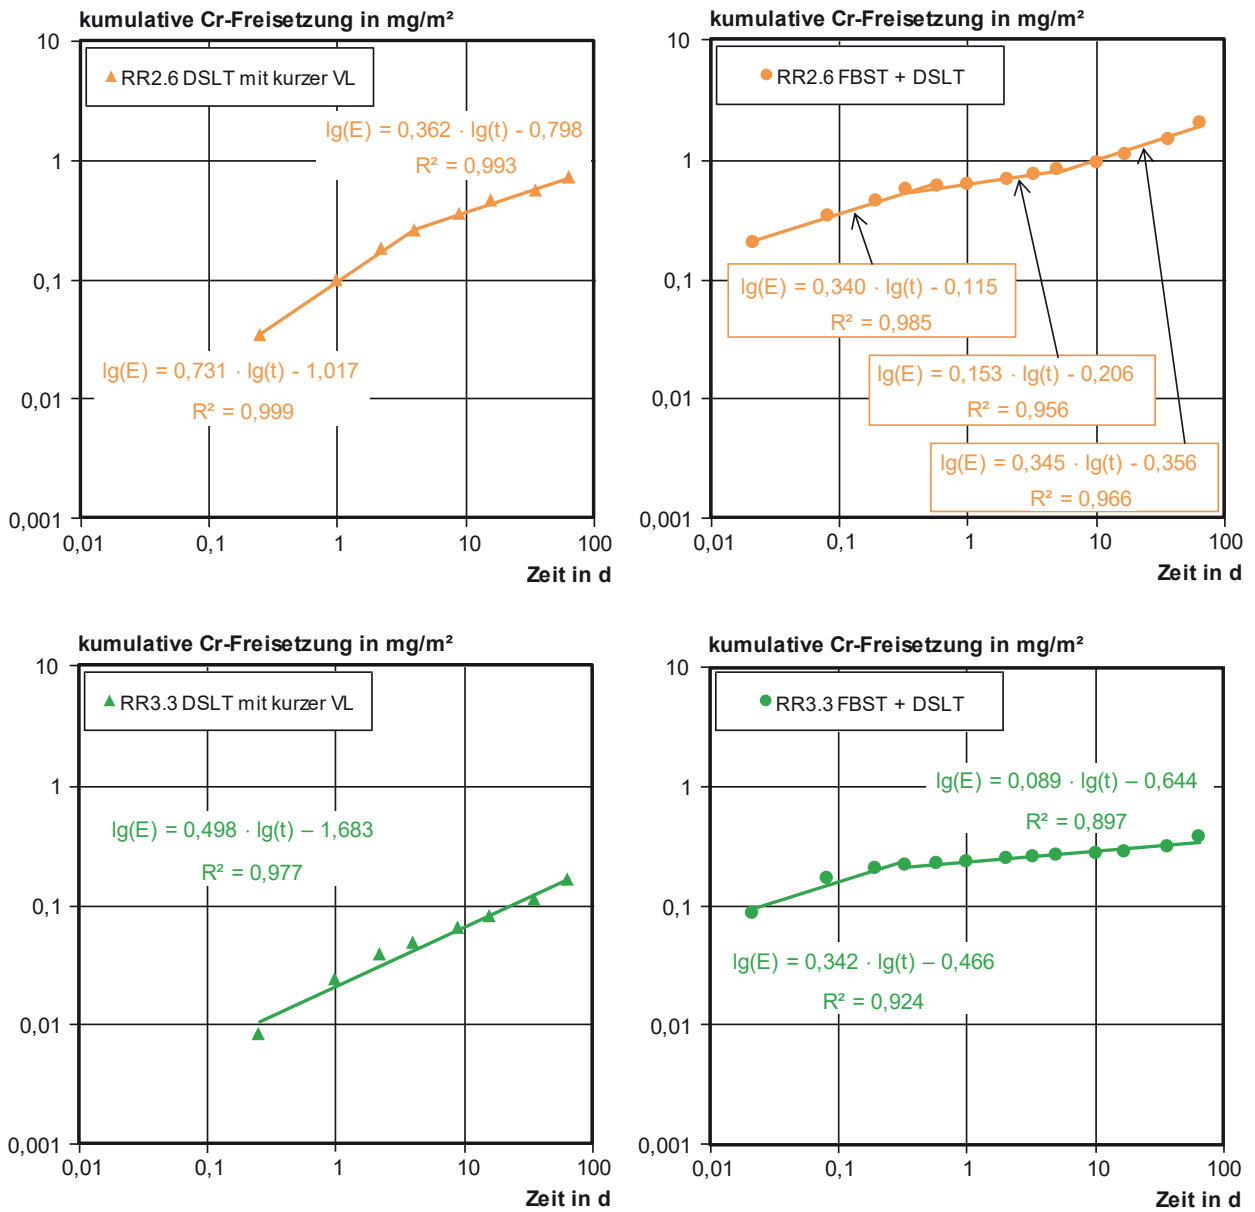 kumulative Cr-Freisetzung in mg/m²
10
RR2.6 DSLT mit kurzer VL
lg(E) = 0,362 · lg(t) - 0,798
R² = 0,993
1
0,1
lg(E) = 0,731 · lg(t) - 1,017
R² = 0,999
0,01
0,001
0,01
0,1
1
10
100
Zeit in d
kumulative Cr-Freisetzung in mg/m²
10
RR2.6 FBST + DSLT
1
0,1
lg(E) = 0,340 · lg(t) - 0,115
R² = 0,985
lg(E) = 0,153 · lg(t) - 0,206
R² = 0,956
0,01
lg(E) = 0,345 · lg(t) - 0,356
R² = 0,966
0,001
0,01
0,1
1
10
100
Zeit in d
kumulative Cr-Freisetzung in mg/m²
10
RR3.3 DSLT mit kurzer VL
1
lg(E) = 0,498 · lg(t) – 1,683
R² = 0,977
0,1
0,01
0,001
0,01
0,1
1
10
100
Zeit in d
kumulative Cr-Freisetzung in mg/m²
10
RR3.3 FBST + DSLT
lg(E) = 0,089 · lg(t) – 0,644
R² = 0,897
1
0,1
lg(E) = 0,342 · lg(t) – 0,466
R² = 0,924
0,01
0,001
0,01
0,1
1
10
100
Zeit in d